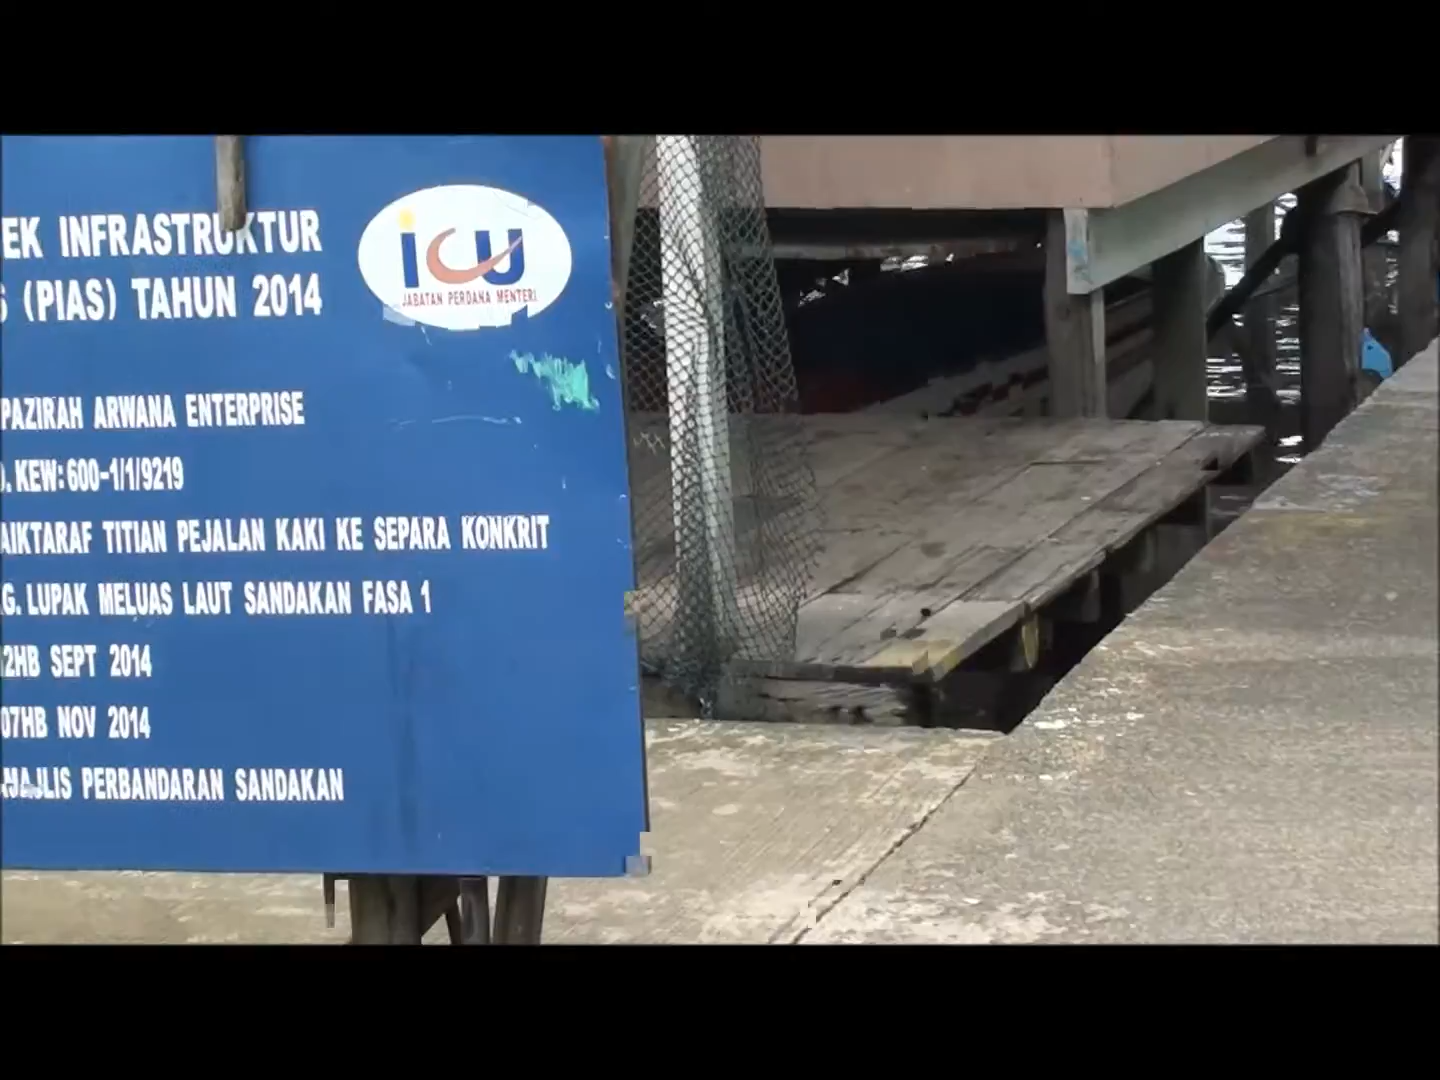 EK INFRASTRUKTUR
(PIAS) TAHUN 2014
icu
JABATAN PERDANA MENTERI
PAZIRAH ARWANA ENTERPRISE
. KEW: 600-1/1/9219
AIKTARAF TITIAN PEJALAN KAKI KE SEPARA KONKRIT
G. LUPAK MELUAS LAUT SANDAKAN FASA 1
2HB SEPT 2014
07HB NOV 2014
MAJLIS PERBANDARAN SANDAKAN